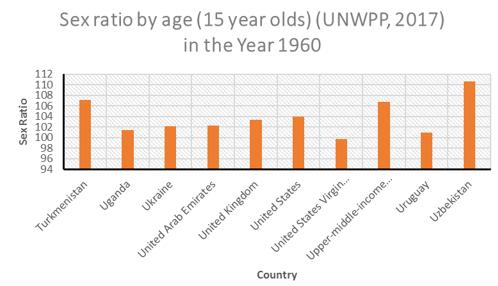 Sex ratio by age (15 year olds) (UNWPP, 2017)
in the Year 1960
112
110
108
106
104
102
100
98
96
94
Sex Ratio
Turkmenistan
Uganda
Ukraine
United Arab Emirates
United Kingdom
United States
United States Virgin...
Upper-middle-income...
Uruguay
Uzbekistan
Country